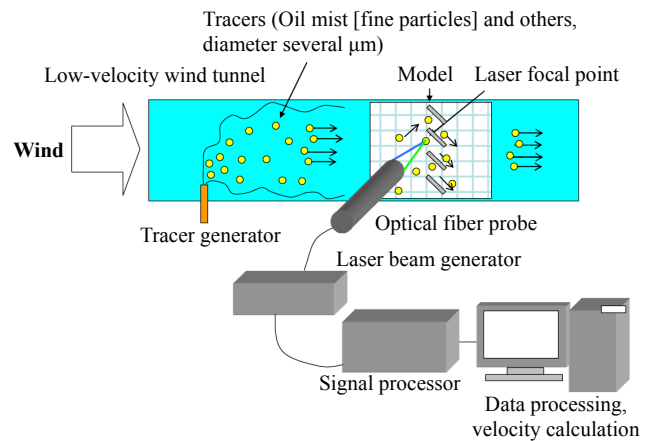 Tracers (Oil mist [fine particles] and others,
diameter several µm)
Low-velocity wind tunnel
Model
Laser focal point
Wind
Tracer generator
Optical fiber probe
Laser beam generator
Signal processor
Data processing,
velocity calculation